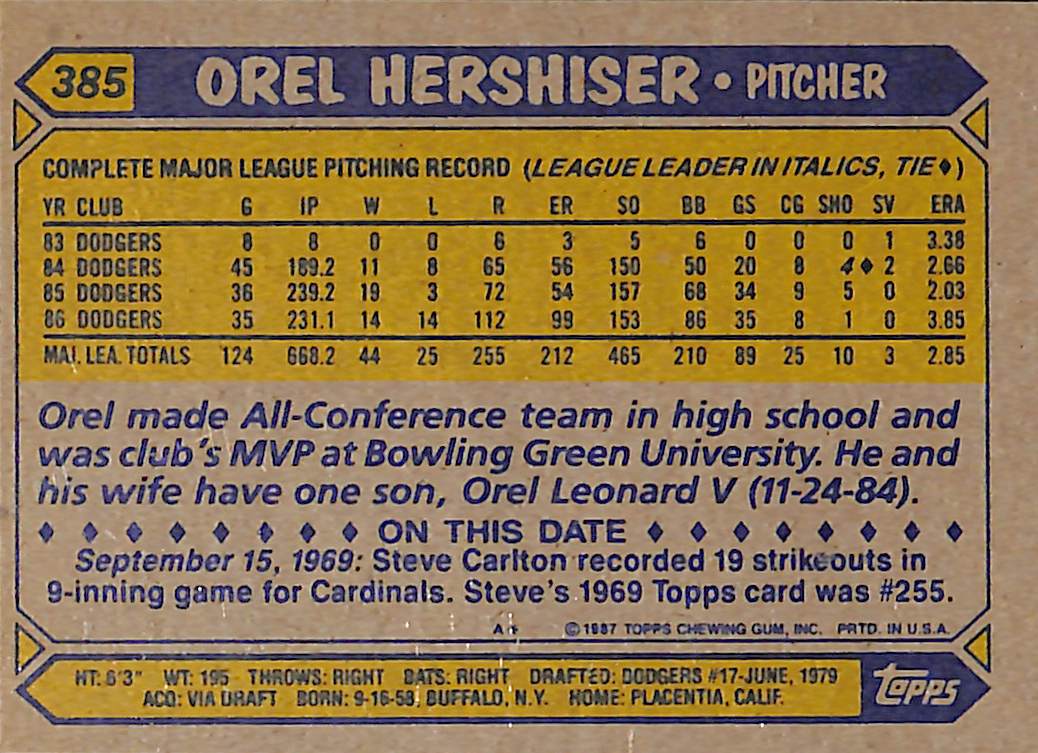 385 OREL HERSHISER • PITCHER
COMPLETE MAJOR LEAGUE PITCHING RECORD (LEAGUE LEADER IN ITALICS, TIE♦)
YR CLUB G IP W L R ER SO BB GS CG SHO SV ERA
83 DODGERS 8 8 0 0 6 3 5 6 0 0 0 1 3.38
84 DODGERS 45 189.2 11 8 65 56 150 50 20 8 4♦ 2 2.66
85 DODGERS 36 239.2 19 3 72 54 157 68 34 9 5 0 2.03
86 DODGERS 35 231.1 14 14 112 99 153 86 35 8 1 0 3.85
MAJ. LEA. TOTALS 124 668.2 44 25 255 212 465 210 89 25 10 3 2.85
Orel made All-Conference team in high school and
was club's MVP at Bowling Green University. He and
his wife have one son, Orel Leonard V (11-24-84).
♦ ♦ ♦ ♦ ♦ ♦ ♦ ♦ ON THIS DATE ♦ ♦ ♦ ♦ ♦ ♦ ♦ ♦
September 15, 1969: Steve Carlton recorded 19 strikeouts in
9-inning game for Cardinals. Steve's 1969 Topps card was #255.
A* ©1987 TOPPS CHEWING GUM, INC. PRTD. IN U.S.A.
HT: 6'3" WT: 195 THROWS: RIGHT BATS: RIGHT DRAFTED: DODGERS #17-JUNE, 1979
ACQ: VIA DRAFT BORN: 9-16-58, BUFFALO, N.Y. HOME: PLACENTIA, CALIF.
Topps